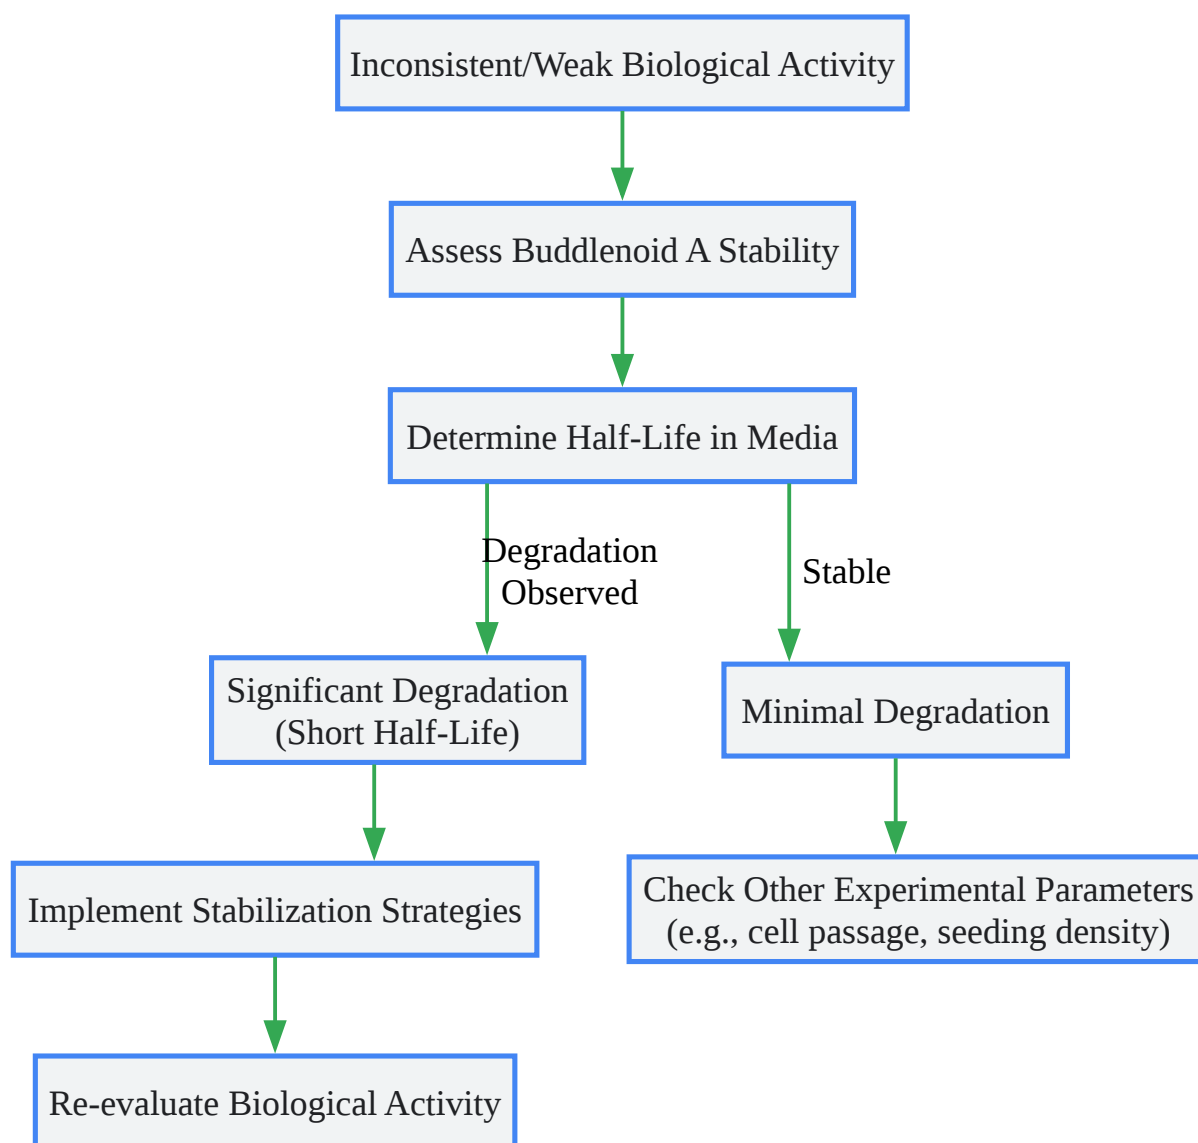 Inconsistent/Weak Biological Activity
Assess Buddlenoid A Stability
Determine Half-Life in Media
Degradation
Observed
Stable
Significant Degradation
(Short Half-Life)
Minimal Degradation
Implement Stabilization Strategies
Check Other Experimental Parameters
(e.g., cell passage, seeding density)
Re-evaluate Biological Activity